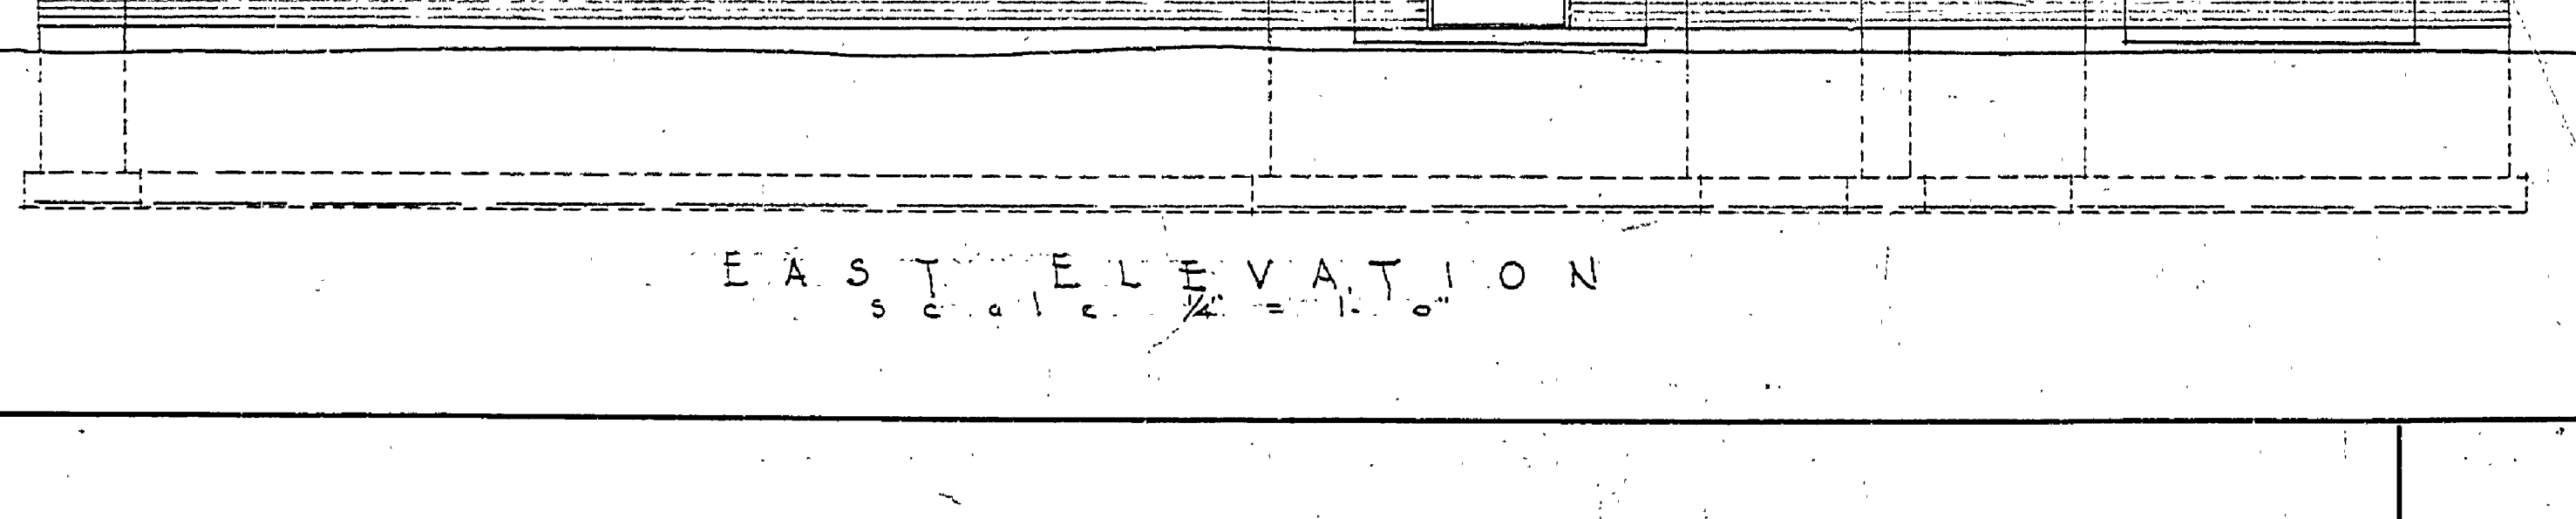 EAST ELEVATION
scale ¼" = 1'-0"